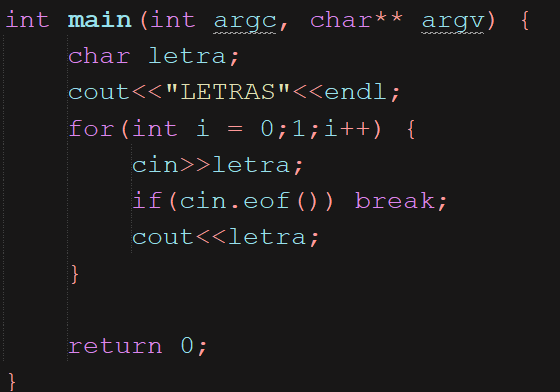 int main(int argc, char** argv) {
char letra;
cout<<"LETRAS"<<endl;
for(int i = 0;1;i++) {
cin>>letra;
if(cin.eof()) break;
cout<<letra;
}
return 0;
}